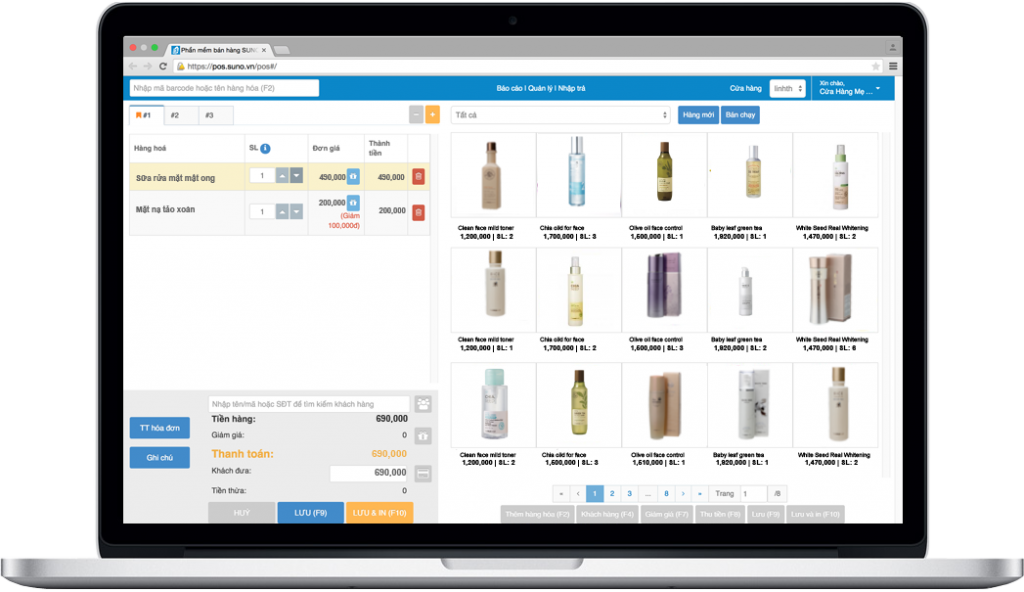 Phần mềm bán hàng SUNO
https://pos.suno.vn/pos#/
Nhập mã barcode hoặc tên hàng hóa (F2)
Báo cáo | Quản lý | Nhập trả
Cửa hàng
linhth
Xin chào,
Cửa Hàng Mẹ ...
#1
#2
#3
Tất cả
Hàng mới
Bán chạy
Hàng hoá
SL
Đơn giá
Thành tiền
Sữa rửa mặt mật ong
1
490,000
490,000
Mặt nạ tảo xoắn
1
200,000
(Giảm 100,000đ)
200,000
Clean face mild toner
1,200,000 | SL: 2
Chia oild for face
1,700,000 | SL: 3
Olive oil face control
1,500,000 | SL: 1
Baby leaf green tea
1,920,000 | SL: 1
White Seed Real Whitening
1,470,000 | SL: 2
Clean face mild toner
1,200,000 | SL: 1
Chia oild for face
1,700,000 | SL: 2
Olive oil face control
1,500,000 | SL: 3
Baby leaf green tea
1,920,000 | SL: 2
White Seed Real Whitening
1,470,000 | SL: 6
Clean face mild toner
1,200,000 | SL: 2
Chia oild for face
1,500,000 | SL: 3
Olive oil face control
1,510,000 | SL: 1
Baby leaf green tea
1,920,000 | SL: 1
White Seed Real Whitening
1,470,000 | SL: 2
Nhập tên/mã hoặc SĐT để tìm kiếm khách hàng
TT hóa đơn
Ghi chú
Tiền hàng:
690,000
Giảm giá:
0
Thanh toán:
690,000
Khách đưa:
690,000
Tiền thừa:
0
HUỶ
LƯU (F9)
LƯU & IN (F10)
« ‹ 1 2 3 ... 8 › » Trang 1 /8
Thêm hàng hóa (F2)
Khách hàng (F4)
Giảm giá (F7)
Thu tiền (F8)
Lưu (F9)
Lưu và in (F10)